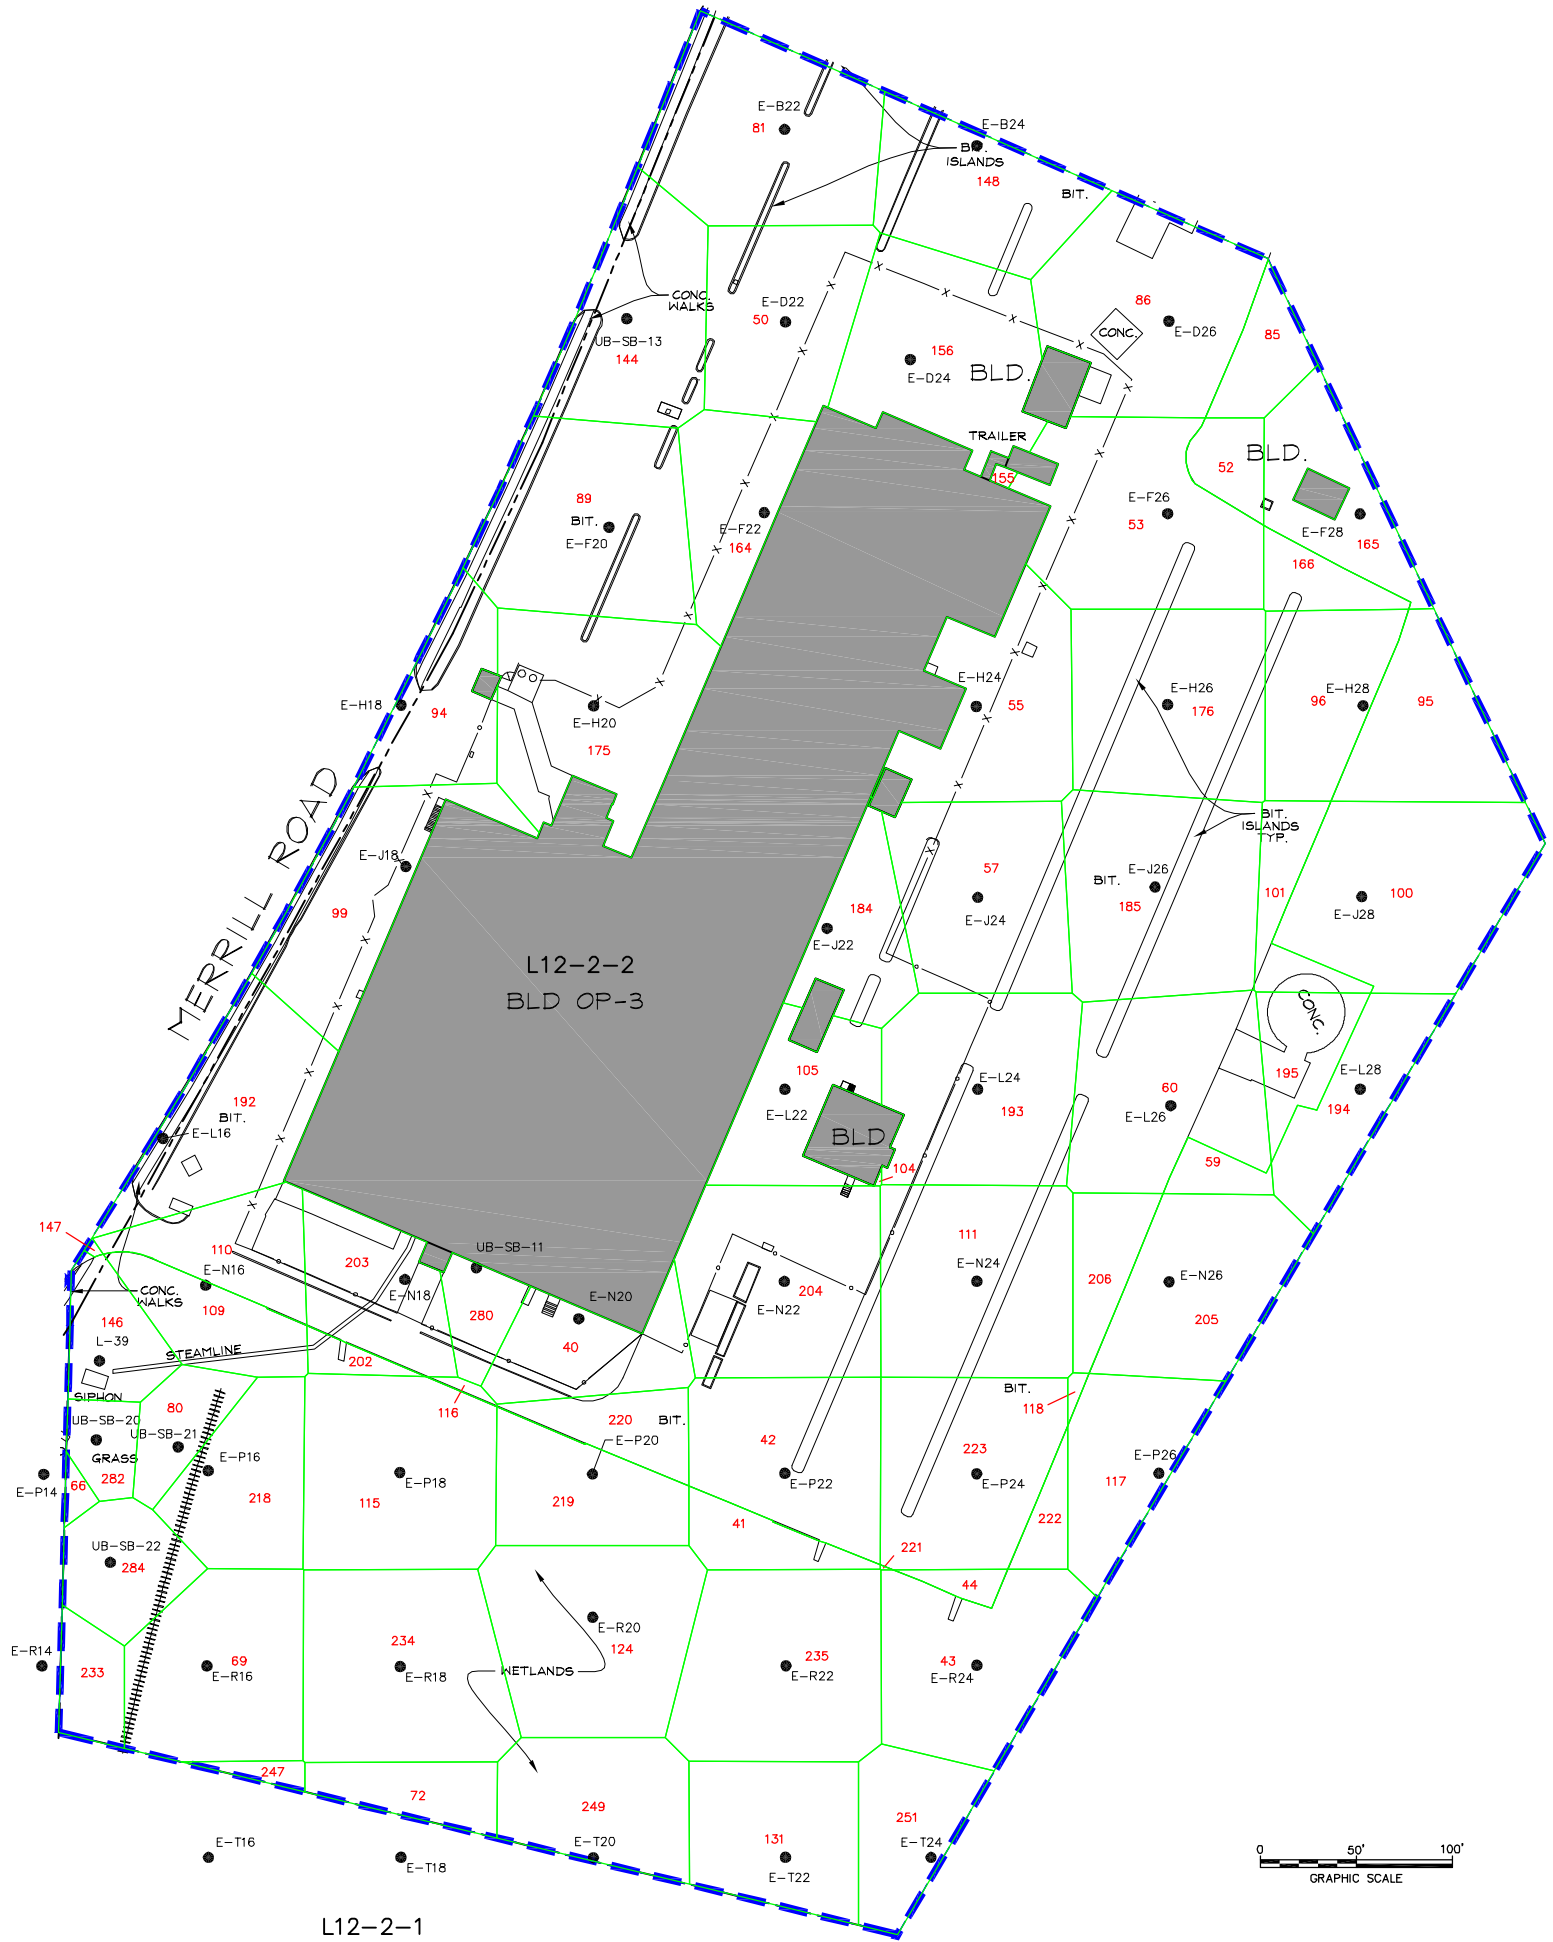 E-B22
81
E-B24
BIT.
ISLANDS
148
BIT.
CONC.
WALKS
E-D22
50
UB-SB-13
144
86
E-D26
CONC.
85
156
E-D24
BLD.
TRAILER
155
52
BLD.
89
BIT.
E-F20
E-F22
164
E-F26
53
E-F28
165
166
E-H18
94
E-H20
175
E-H24
55
E-H26
176
E-H28
96
95
MERRILL ROAD
BIT.
ISLANDS
TYP.
E-J18
99
184
E-J22
57
E-J24
BIT.
E-J26
185
101
100
E-J28
L12-2-2
BLD OP-3
CONC.
192
BIT.
E-L16
105
E-L22
BLD
104
E-L24
193
60
E-L26
195
E-L28
194
59
147
110
E-N16
109
203
UB-SB-11
E-N18
280
E-N20
40
E-N22
204
111
E-N24
206
E-N26
205
CONC.
WALKS
146
L-39
STEAMLINE
202
SIPHON
80
116
220
BIT.
BIT.
118
UB-SB-20
UB-SB-21
GRASS
66
282
E-P14
E-P16
218
115
E-P18
E-P20
219
42
E-P22
41
223
E-P24
222
E-P26
117
221
UB-SB-22
284
44
E-R14
233
69
E-R16
234
E-R18
WETLANDS
E-R20
124
235
E-R22
43
E-R24
247
72
249
131
251
E-T16
E-T18
E-T20
E-T22
E-T24
0 50' 100'
GRAPHIC SCALE
L12-2-1